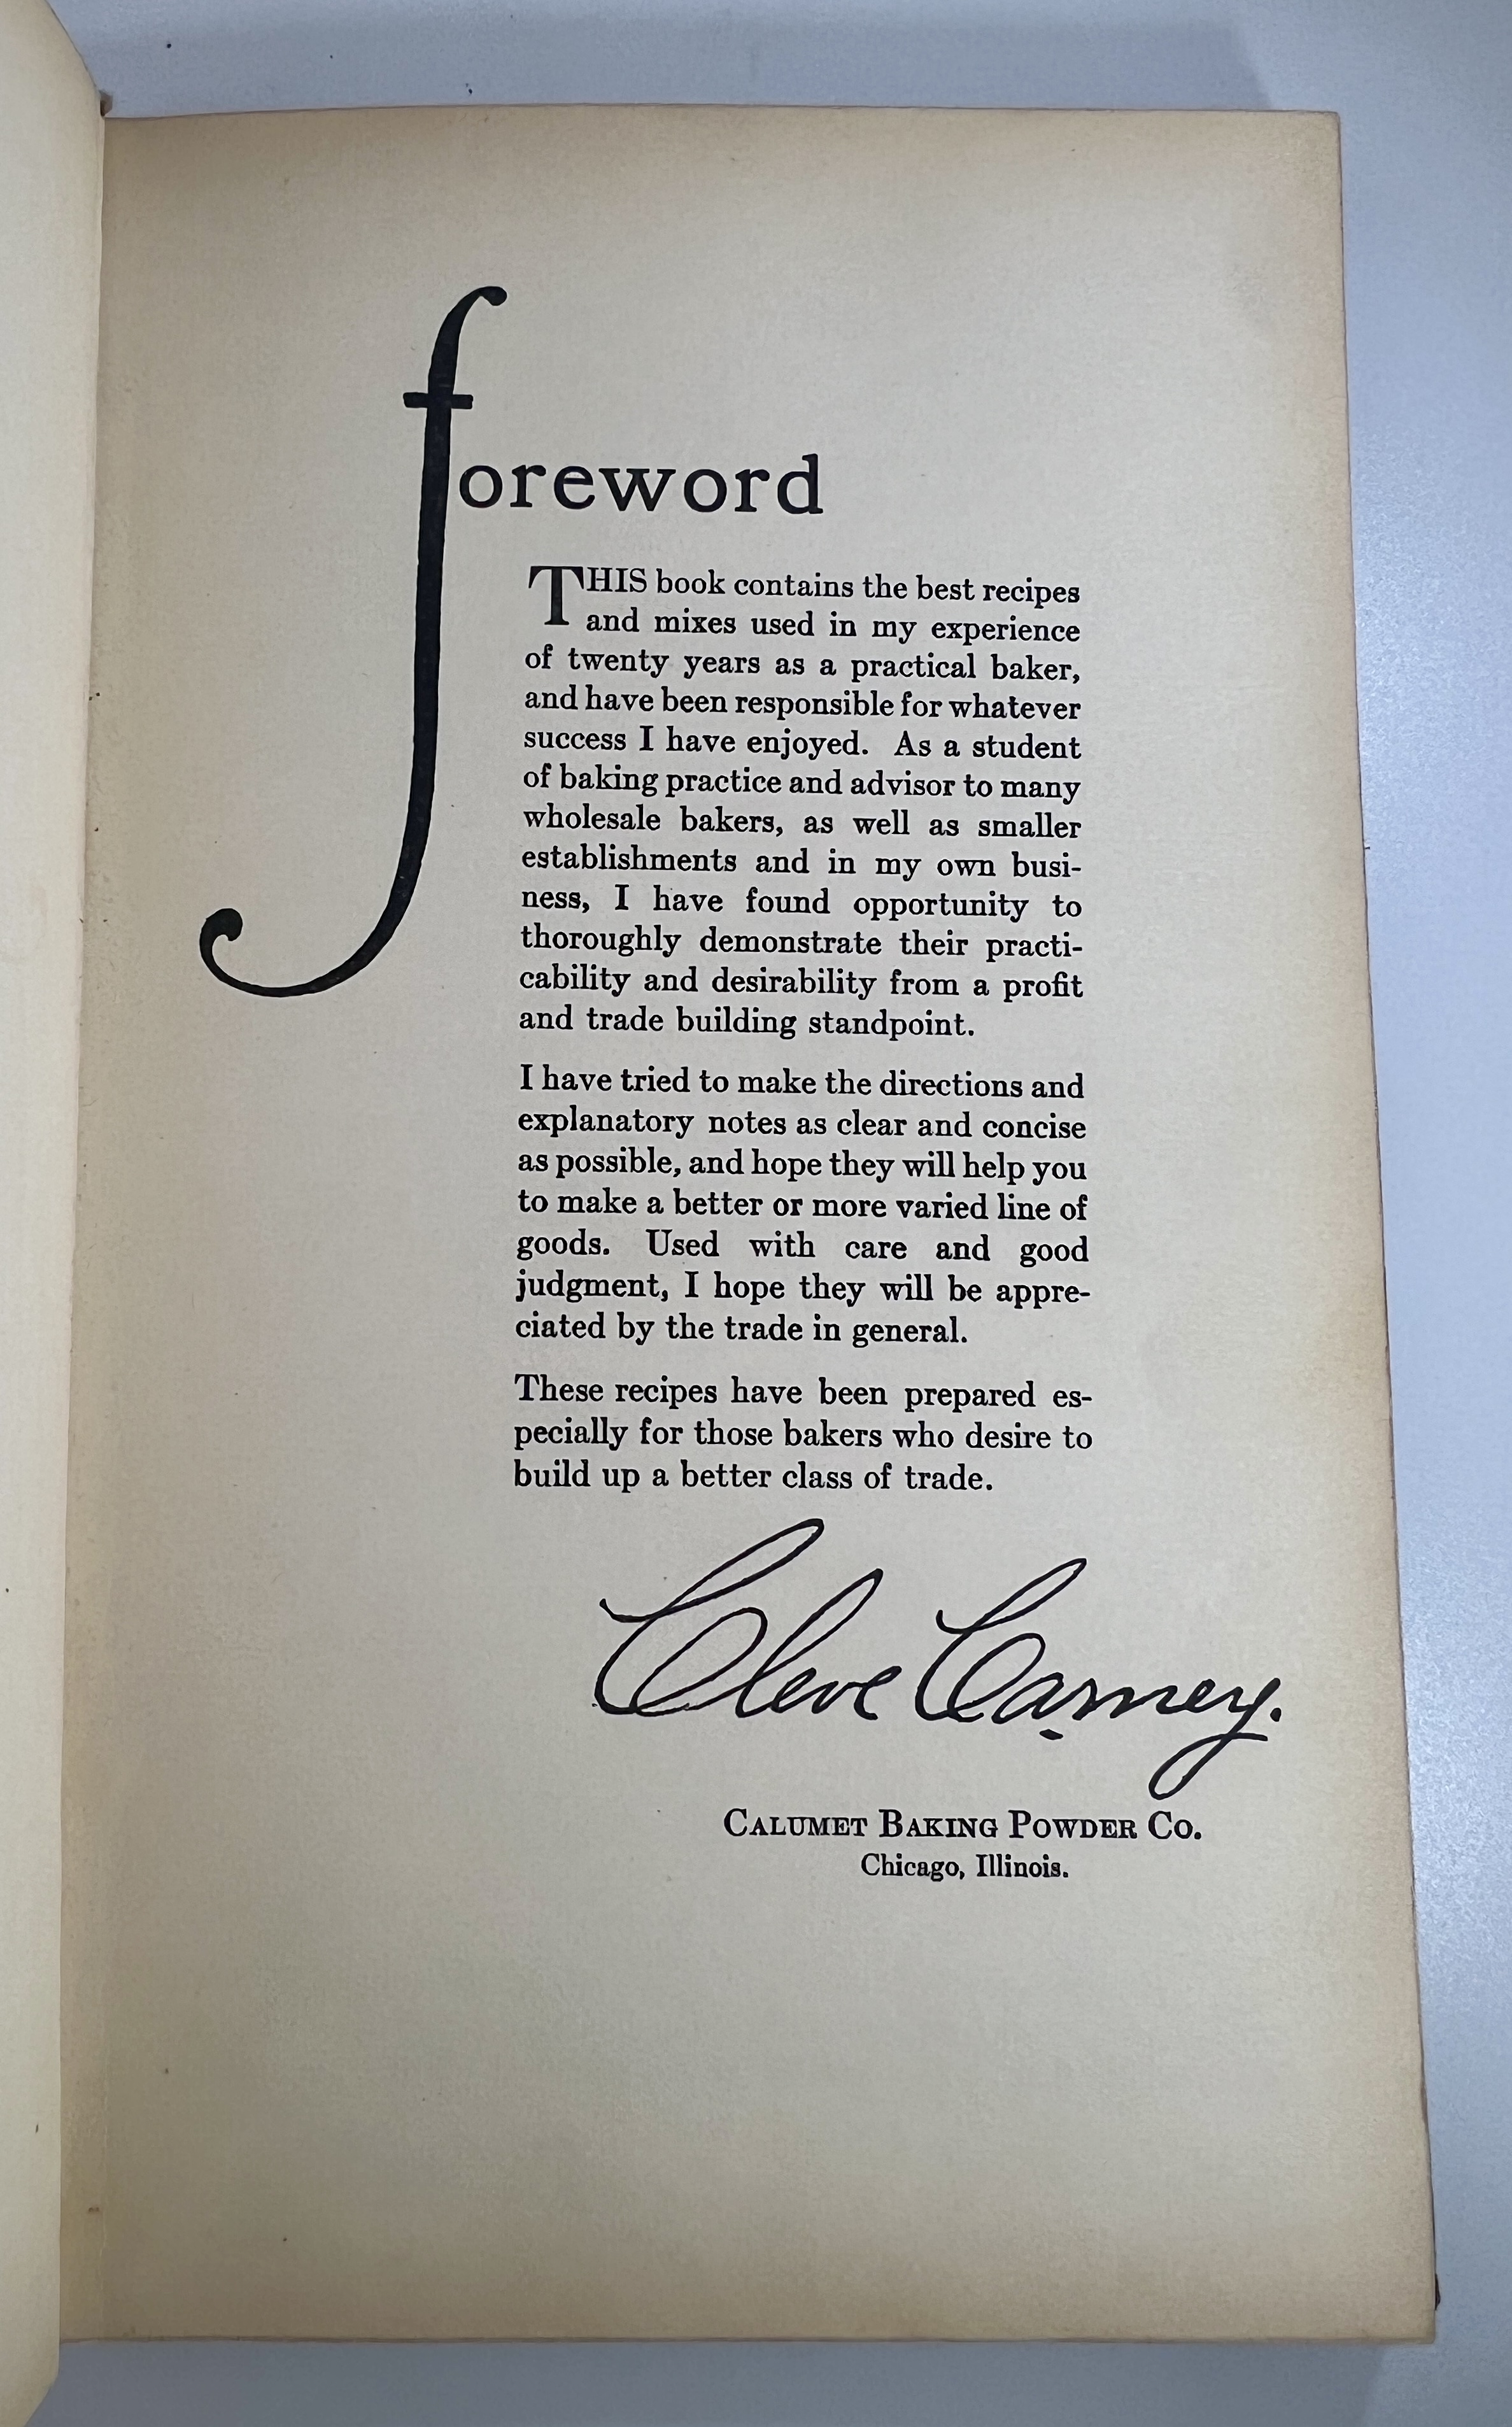 foreword
THIS book contains the best recipes
and mixes used in my experience
of twenty years as a practical baker,
and have been responsible for whatever
success I have enjoyed. As a student
of baking practice and advisor to many
wholesale bakers, as well as smaller
establishments and in my own busi-
ness, I have found opportunity to
thoroughly demonstrate their practi-
cability and desirability from a profit
and trade building standpoint.
I have tried to make the directions and
explanatory notes as clear and concise
as possible, and hope they will help you
to make a better or more varied line of
goods. Used with care and good
judgment, I hope they will be appre-
ciated by the trade in general.
These recipes have been prepared es-
pecially for those bakers who desire to
build up a better class of trade.
Cleve Carney.
CALUMET BAKING POWDER CO.
Chicago, Illinois.